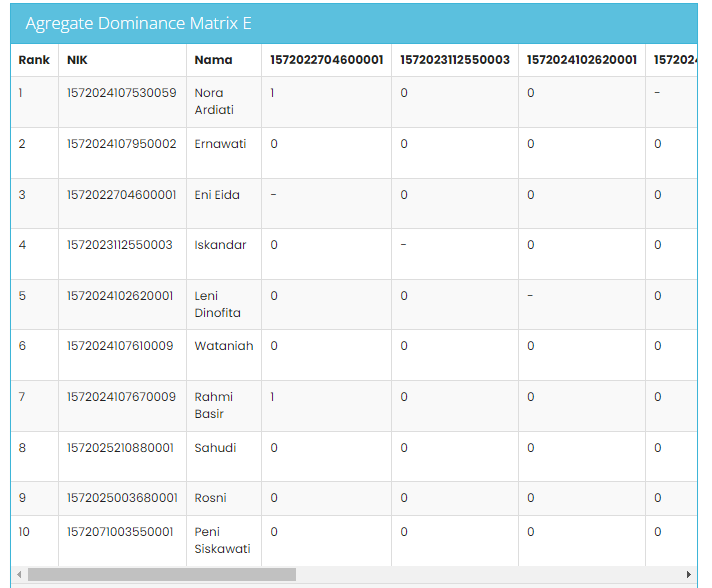 Agregate Dominance Matrix E
Rank NIK Nama 1572022704600001 1572023112550003 1572024102620001 157202
1 1572024107530059 Nora Ardiati 1 0 0 -
2 1572024107950002 Ernawati 0 0 0 0
3 1572022704600001 Eni Eida - 0 0 0
4 1572023112550003 Iskandar 0 - 0 0
5 1572024102620001 Leni Dinofita 0 0 - 0
6 1572024107610009 Wataniah 0 0 0 0
7 1572024107670009 Rahmi Basir 1 0 0 0
8 1572025210880001 Sahudi 0 0 0 0
9 1572025003680001 Rosni 0 0 0 0
10 1572071003550001 Peni Siskawati 0 0 0 0